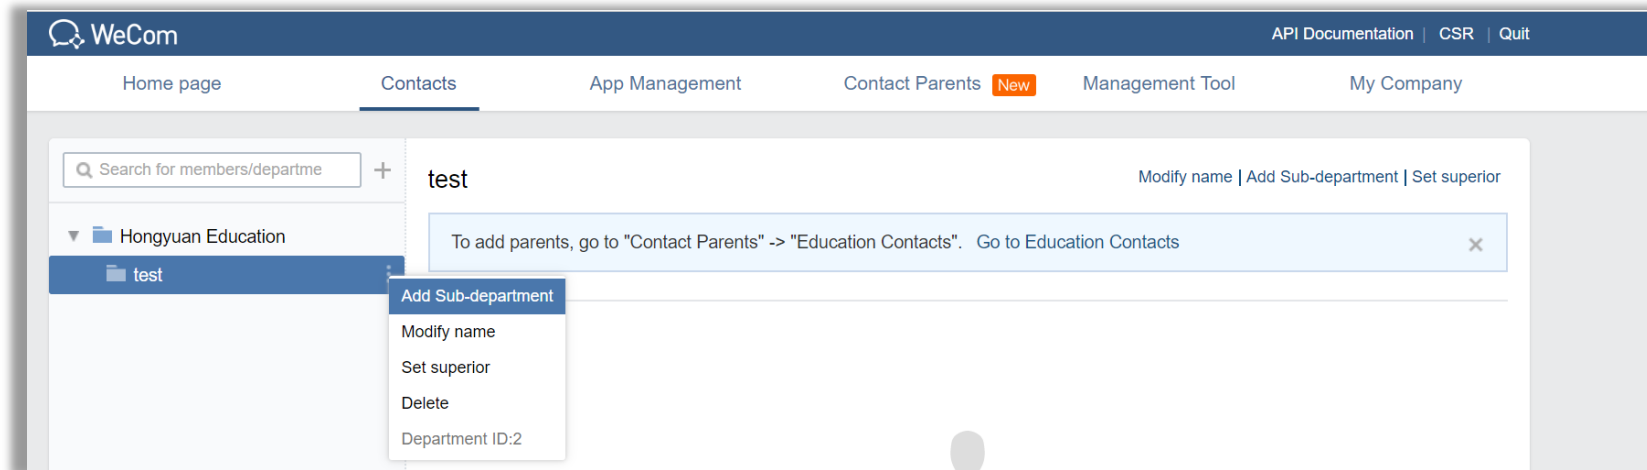 WeCom
API Documentation | CSR | Quit
Home page Contacts App Management Contact Parents New Management Tool My Company
Search for members/departme
test
Modify name | Add Sub-department | Set superior
Hongyuan Education
To add parents, go to "Contact Parents" -> "Education Contacts". Go to Education Contacts
test
Add Sub-department
Modify name
Set superior
Delete
Department ID:2